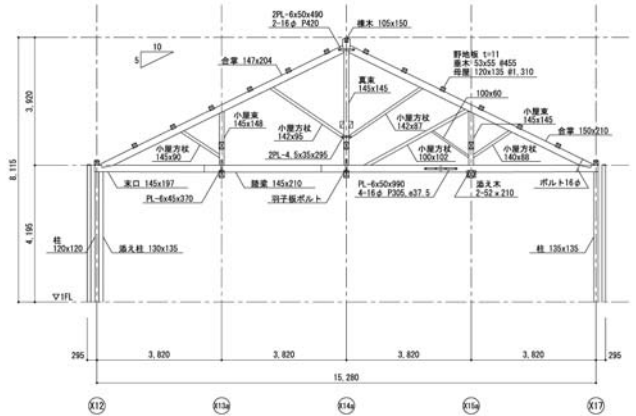 2PL-6x50x490
2-16φ P420
棟木 105x150
10
5
合掌 147x204
野地板 t=11
垂木 53x55 @455
母屋 120x135 @1,310
真束
145x145
100x60
小屋束
145x148
小屋方杖
142x95
小屋方杖
142x87
小屋束
145x145
合掌 150x210
小屋方杖
145x90
2PL-4.5x35x295
小屋方杖
100x102
小屋方杖
140x88
末口 145x197
陸梁 145x210
PL-6x50x990
4-16φ P305,e37.5
添え木
2-52x210
ボルト16φ
PL-6x45x370
羽子板ボルト
3,920
8,115
4,195
柱
120x120
添え柱 130x135
柱 135x135
▽1FL
295
3,820
3,820
3,820
3,820
295
15,280
X12
X13a
X14a
X15a
X17